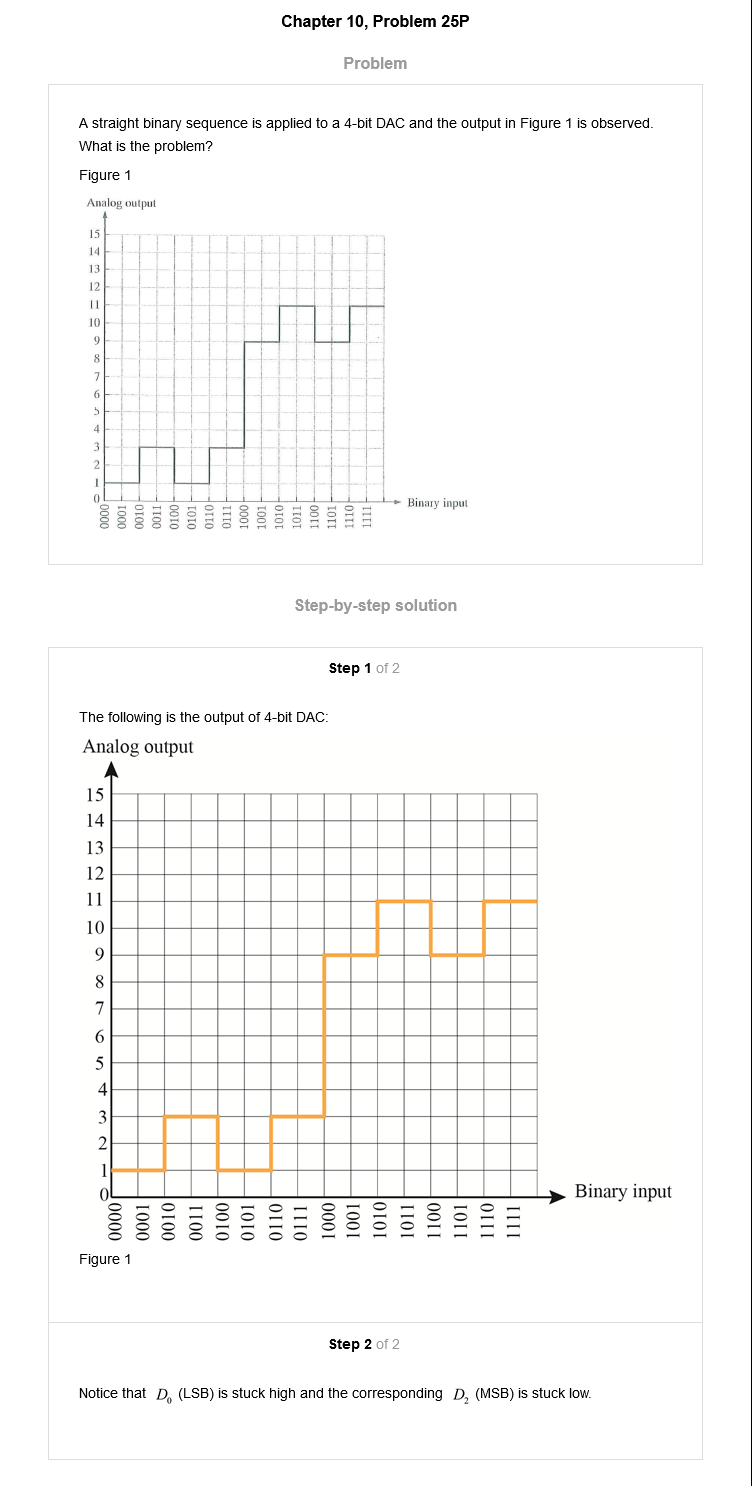 Chapter 10, Problem 25P
Problem
A straight binary sequence is applied to a 4-bit DAC and the output in Figure 1 is observed.
What is the problem?
Figure 1
Analog output
15
14
13
12
11
10
9
8
7
6
5
4
3
2
1
0
0000 0001 0010 0011 0100 0101 0110 0111 1000 1001 1010 1011 1100 1101 1110 1111
Binary input
Step-by-step solution
Step 1 of 2
The following is the output of 4-bit DAC:
Analog output
15
14
13
12
11
10
9
8
7
6
5
4
3
2
1
0
Binary input
0000 0001 0010 0011 0100 0101 0110 0111 1000 1001 1010 1011 1100 1101 1110 1111
Figure 1
Step 2 of 2
Notice that D₀ (LSB) is stuck high and the corresponding D₂ (MSB) is stuck low.